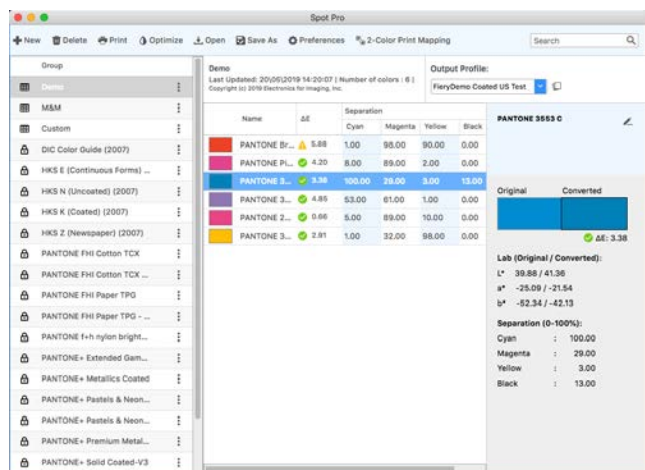 Spot Pro
New Delete Print Optimize Open Save As Preferences 2-Color Print Mapping Search
Group
Demo
M&M
Custom
DIC Color Guide (2007)
HKS E (Continuous Forms) ...
HKS N (Uncoated) (2007)
HKS K (Coated) (2007)
HKS Z (Newspaper) (2007)
PANTONE FHI Cotton TCX
PANTONE FHI Cotton TCX ...
PANTONE FHI Paper TPG
PANTONE FHI Paper TPG - ...
PANTONE f+h nylon bright...
PANTONE+ Extended Gam...
PANTONE+ Metallics Coated
PANTONE+ Pastels & Neon...
PANTONE+ Pastels & Neon...
PANTONE+ Premium Metal...
PANTONE+ Solid Coated-V3
Demo
Last Updated: 20\06\2019 14:20:07 | Number of colors : 6 |
Copyright (c) 2019 Electronics for Imaging, Inc.
Output Profile:
FieryDemo Coated US Test
Separation
Name ΔE Cyan Magenta Yellow Black
PANTONE Br... 5.88 1.00 98.00 90.00 0.00
PANTONE Pi... 4.20 8.00 89.00 2.00 0.00
PANTONE 3... 3.38 100.00 29.00 3.00 13.00
PANTONE 3... 4.85 53.00 61.00 1.00 0.00
PANTONE 2... 0.66 5.00 89.00 10.00 0.00
PANTONE 3... 2.91 1.00 32.00 98.00 0.00
PANTONE 3553 C
Original Converted
ΔE: 3.38
Lab (Original / Converted):
L* 39.88 / 41.36
a* -25.09 / -21.54
b* -52.34 / -42.13
Separation (0-100%):
Cyan : 100.00
Magenta : 29.00
Yellow : 3.00
Black : 13.00